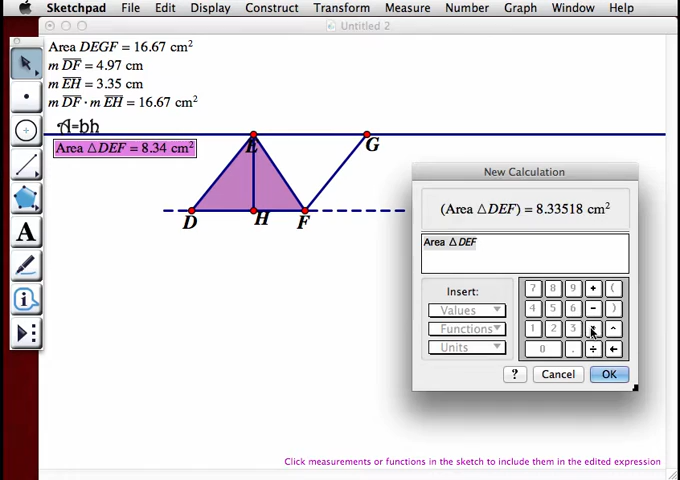 Sketchpad File Edit Display Construct Transform Measure Number Graph Window Help
Untitled 2
Area DEGF = 16.67 cm²
m DF = 4.97 cm
m EH = 3.35 cm
m DF · m EH = 16.67 cm²
A=bh
Area △DEF = 8.34 cm²
E
G
D
H
F
A
New Calculation
(Area △DEF) = 8.33518 cm²
Area △DEF
Insert:
Values
Functions
Units
7 8 9 + (
4 5 6 - )
1 2 3 * ^
0 . ÷ ←
? Cancel OK
Click measurements or functions in the sketch to include them in the edited expression